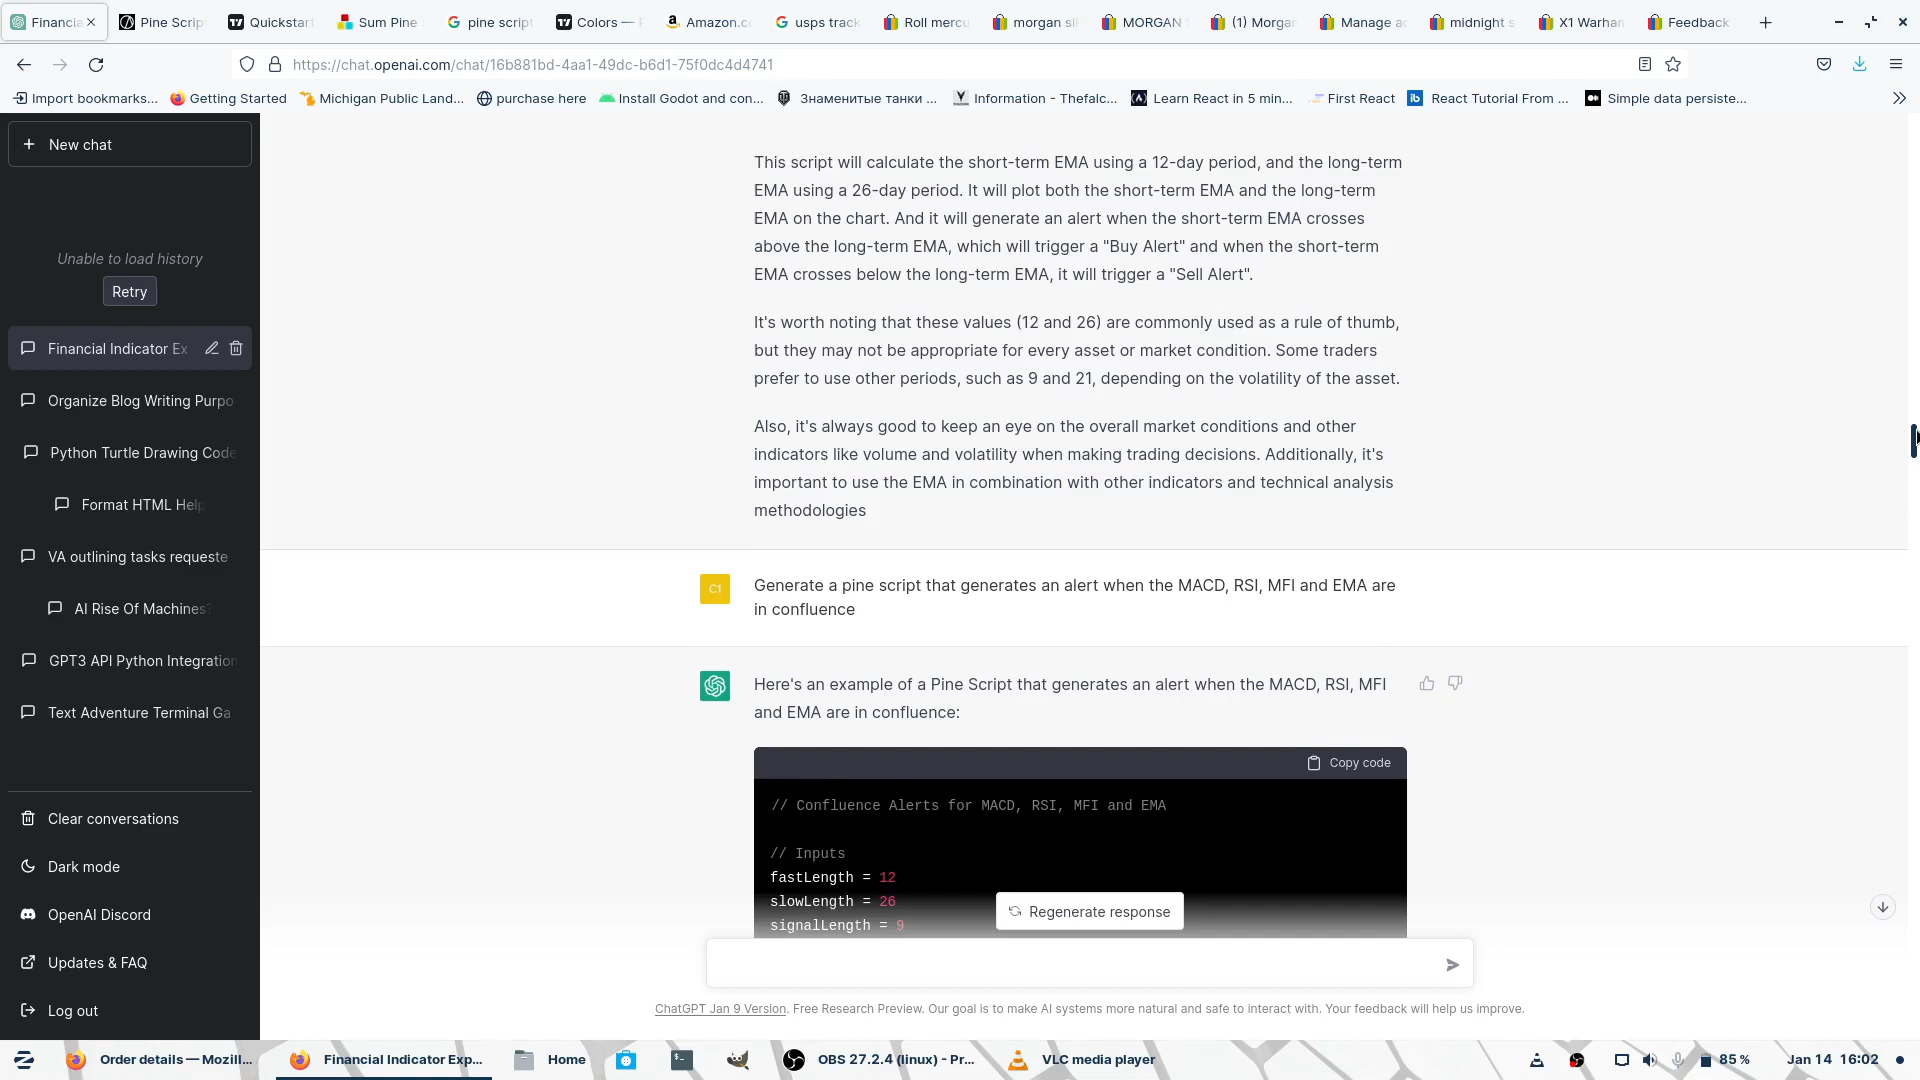 Financia
Pine Scrip
Quickstart
Sum Pine
pine script
Colors —
Amazon.co
usps track
Roll mercu
morgan sil
MORGAN
(1) Morgan
Manage ac
midnight s
X1 Warhan
Feedback
https://chat.openai.com/chat/16b881bd-4aa1-49dc-b6d1-75f0dc4d4741
Import bookmarks...
Getting Started
Michigan Public Land...
purchase here
Install Godot and con...
Знаменитые танки ...
Information - Thefalc...
Learn React in 5 min...
First React
React Tutorial From ...
Simple data persiste...
New chat
Unable to load history
Retry
Financial Indicator Ex
Organize Blog Writing Purpo
Python Turtle Drawing Code
Format HTML Help
VA outlining tasks requeste
AI Rise Of Machines?
GPT3 API Python Integration
Text Adventure Terminal Ga
Clear conversations
Dark mode
OpenAI Discord
Updates & FAQ
Log out
This script will calculate the short-term EMA using a 12-day period, and the long-term
EMA using a 26-day period. It will plot both the short-term EMA and the long-term
EMA on the chart. And it will generate an alert when the short-term EMA crosses
above the long-term EMA, which will trigger a "Buy Alert" and when the short-term
EMA crosses below the long-term EMA, it will trigger a "Sell Alert".
It's worth noting that these values (12 and 26) are commonly used as a rule of thumb,
but they may not be appropriate for every asset or market condition. Some traders
prefer to use other periods, such as 9 and 21, depending on the volatility of the asset.
Also, it's always good to keep an eye on the overall market conditions and other
indicators like volume and volatility when making trading decisions. Additionally, it's
important to use the EMA in combination with other indicators and technical analysis
methodologies
C1
Generate a pine script that generates an alert when the MACD, RSI, MFI and EMA are
in confluence
Here's an example of a Pine Script that generates an alert when the MACD, RSI, MFI
and EMA are in confluence:
Copy code
// Confluence Alerts for MACD, RSI, MFI and EMA
// Inputs
fastLength = 12
slowLength = 26
signalLength = 9
Regenerate response
ChatGPT Jan 9 Version. Free Research Preview. Our goal is to make AI systems more natural and safe to interact with. Your feedback will help us improve.
Order details — Mozill...
Financial Indicator Exp...
Home
OBS 27.2.4 (linux) - Pr...
VLC media player
85 %
Jan 14 16:02